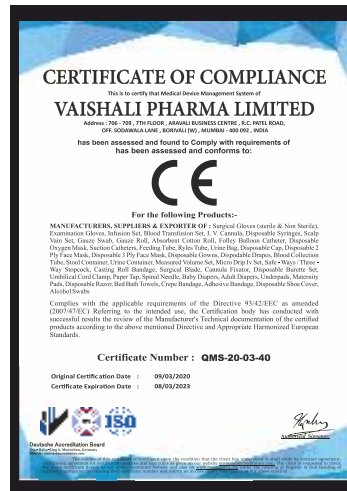 CERTIFICATE OF COMPLIANCE
This is to certify that Medical Device Management System of
VAISHALI PHARMA LIMITED
Address : 706 - 709 , 7TH FLOOR , ARAVALI BUSINESS CENTRE , R.C. PATEL ROAD,
OFF. SODAWALA LANE , BORIVALI (W) , MUMBAI - 400 092 , INDIA
has been assessed and found to Comply with requirements of
has been assessed and conforms to:
CE
For the following Products:-
MANUFACTURERS, SUPPLIERS & EXPORTER OF : Surgical Gloves (sterile & Non Sterile),
Examination Gloves, Infusion Set, Blood Transfusion Set, I. V. Cannula, Disposable Syringes, Scalp
Vain Set, Gauze Swab, Gauze Roll, Absorbent Cotton Roll, Folley Balloon Catheter, Disposable
Oxygen Mask, Suction Catheters, Feeding Tube, Ryles Tube, Urine Bag, Disposable Cap, Disposable 2
Ply Face Mask, Disposable 3 Ply Face Mask, Disposable Gowns, Dispodable Drapes, Blood Collection
Tube, Stool Container, Urine Container, Measured Volume Set, Micro Drip Iv Set, Safe - Ways / Three -
Way Stopcock, Casting Roll Bandage, Surgical Blade, Cannula Fixator, Disposable Burette Set,
Umbilical Cord Clamp, Paper Tap, Spinal Needle, Baby Diapers, Adult Diapers, Underpads, Maternity
Pads, Disposable Razor, Bed Bath Towels, Crepe Bandage, Adhesive Bandage, Disposable Shoe Cover,
Alcohol Swabs
Complies with the applicable requirements of the Directive 93/42/EEC as amended
(2007/47/EC) Referring to the intended use, the Certification body has conducted with
successful results the review of the Manufacturer's Technical documentation of the certified
products according to the above mentioned Directive and Appropriate Harmonized European
Standards.
Certificate Number : QMS-20-03-40
Original Certification Date : 09/03/2020
Certificate Expiration Date : 08/03/2023
ISO
Deutsche Accreditation Board
Authorized Signature